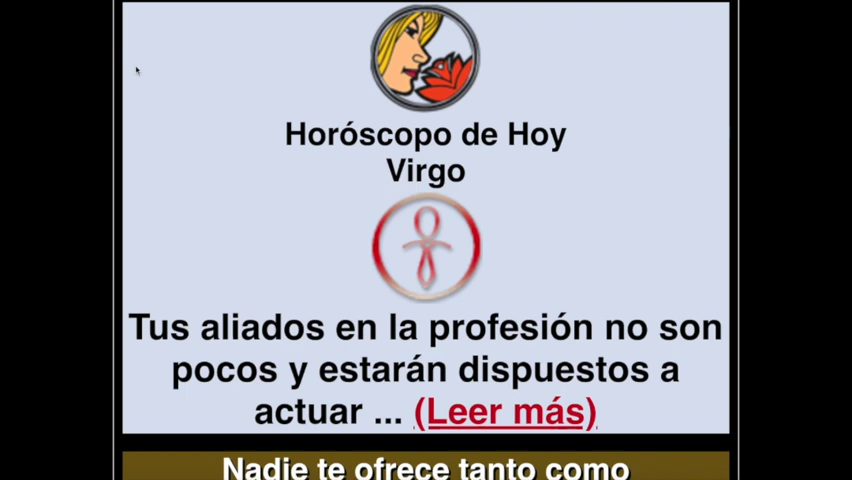 Horóscopo de Hoy
Virgo
Tus aliados en la profesión no son
pocos y estarán dispuestos a
actuar ... (Leer más)
Nadie te ofrece tanto como